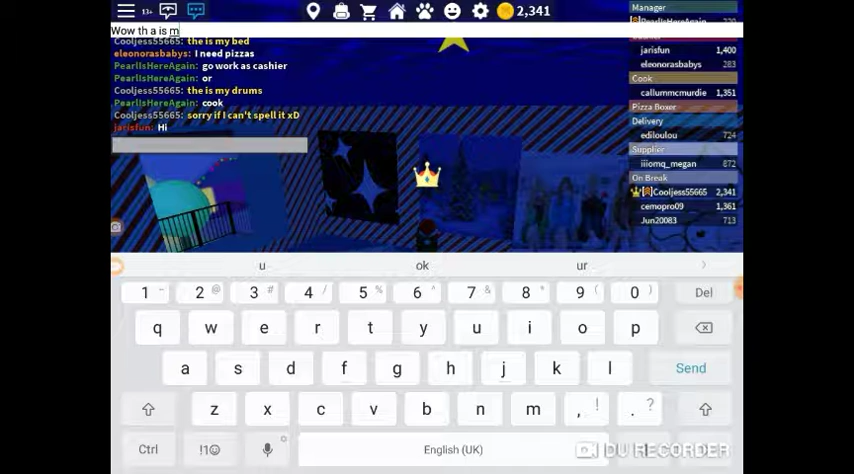 13+ 2,341
Manager
PearlIsHereAgain 220
Wow th a is m
Cooljess55665: the is my bed
eleonorasbabys: I need pizzas
PearlIsHereAgain: go work as cashier
PearlIsHereAgain: or
Cooljess55665: the is my drums
PearlIsHereAgain: cook
Cooljess55665: sorry if I can't spell it xD
jarisfun: Hi
jarisfun 1,400
eleonorasbabys 283
Cook
callummcmurdie 1,351
Pizza Boxer
Delivery
ediloulou 724
Supplier
iiiomq_megan 872
On Break
Cooljess55665 2,341
cemopro09 1,361
Jun20083 713
u ok ur
1 - 2 @ 3 # 4 / 5 % 6 ^ 7 & 8 * 9 ( 0 ) Del
q w e r t y u i o p
a s d f g h j k l Send
z x c v b n m , ! . ?
Ctrl !1☺ English (UK)
DU RECORDER